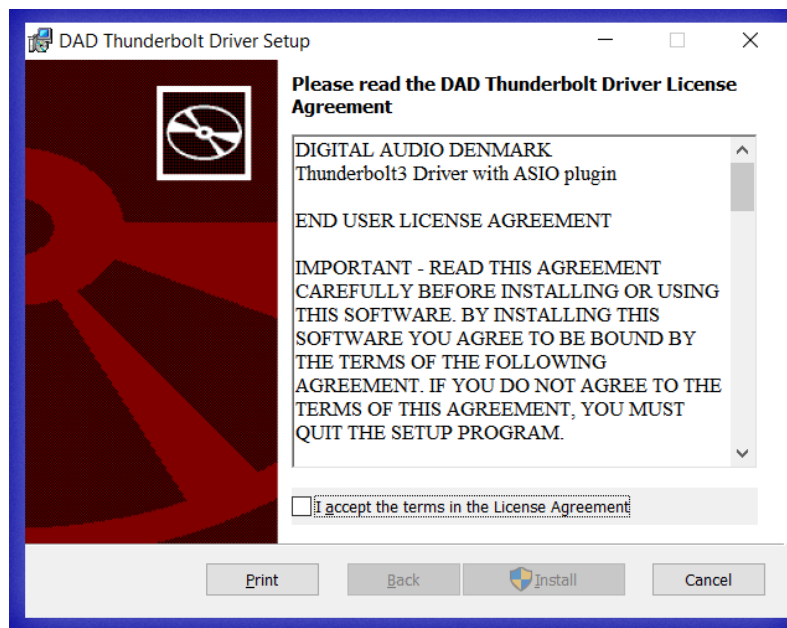 DAD Thunderbolt Driver Setup
Please read the DAD Thunderbolt Driver License
Agreement
DIGITAL AUDIO DENMARK
Thunderbolt3 Driver with ASIO plugin
END USER LICENSE AGREEMENT
IMPORTANT - READ THIS AGREEMENT
CAREFULLY BEFORE INSTALLING OR USING
THIS SOFTWARE. BY INSTALLING THIS
SOFTWARE YOU AGREE TO BE BOUND BY
THE TERMS OF THE FOLLOWING
AGREEMENT. IF YOU DO NOT AGREE TO THE
TERMS OF THIS AGREEMENT, YOU MUST
QUIT THE SETUP PROGRAM.
I accept the terms in the License Agreement
Print
Back
Install
Cancel